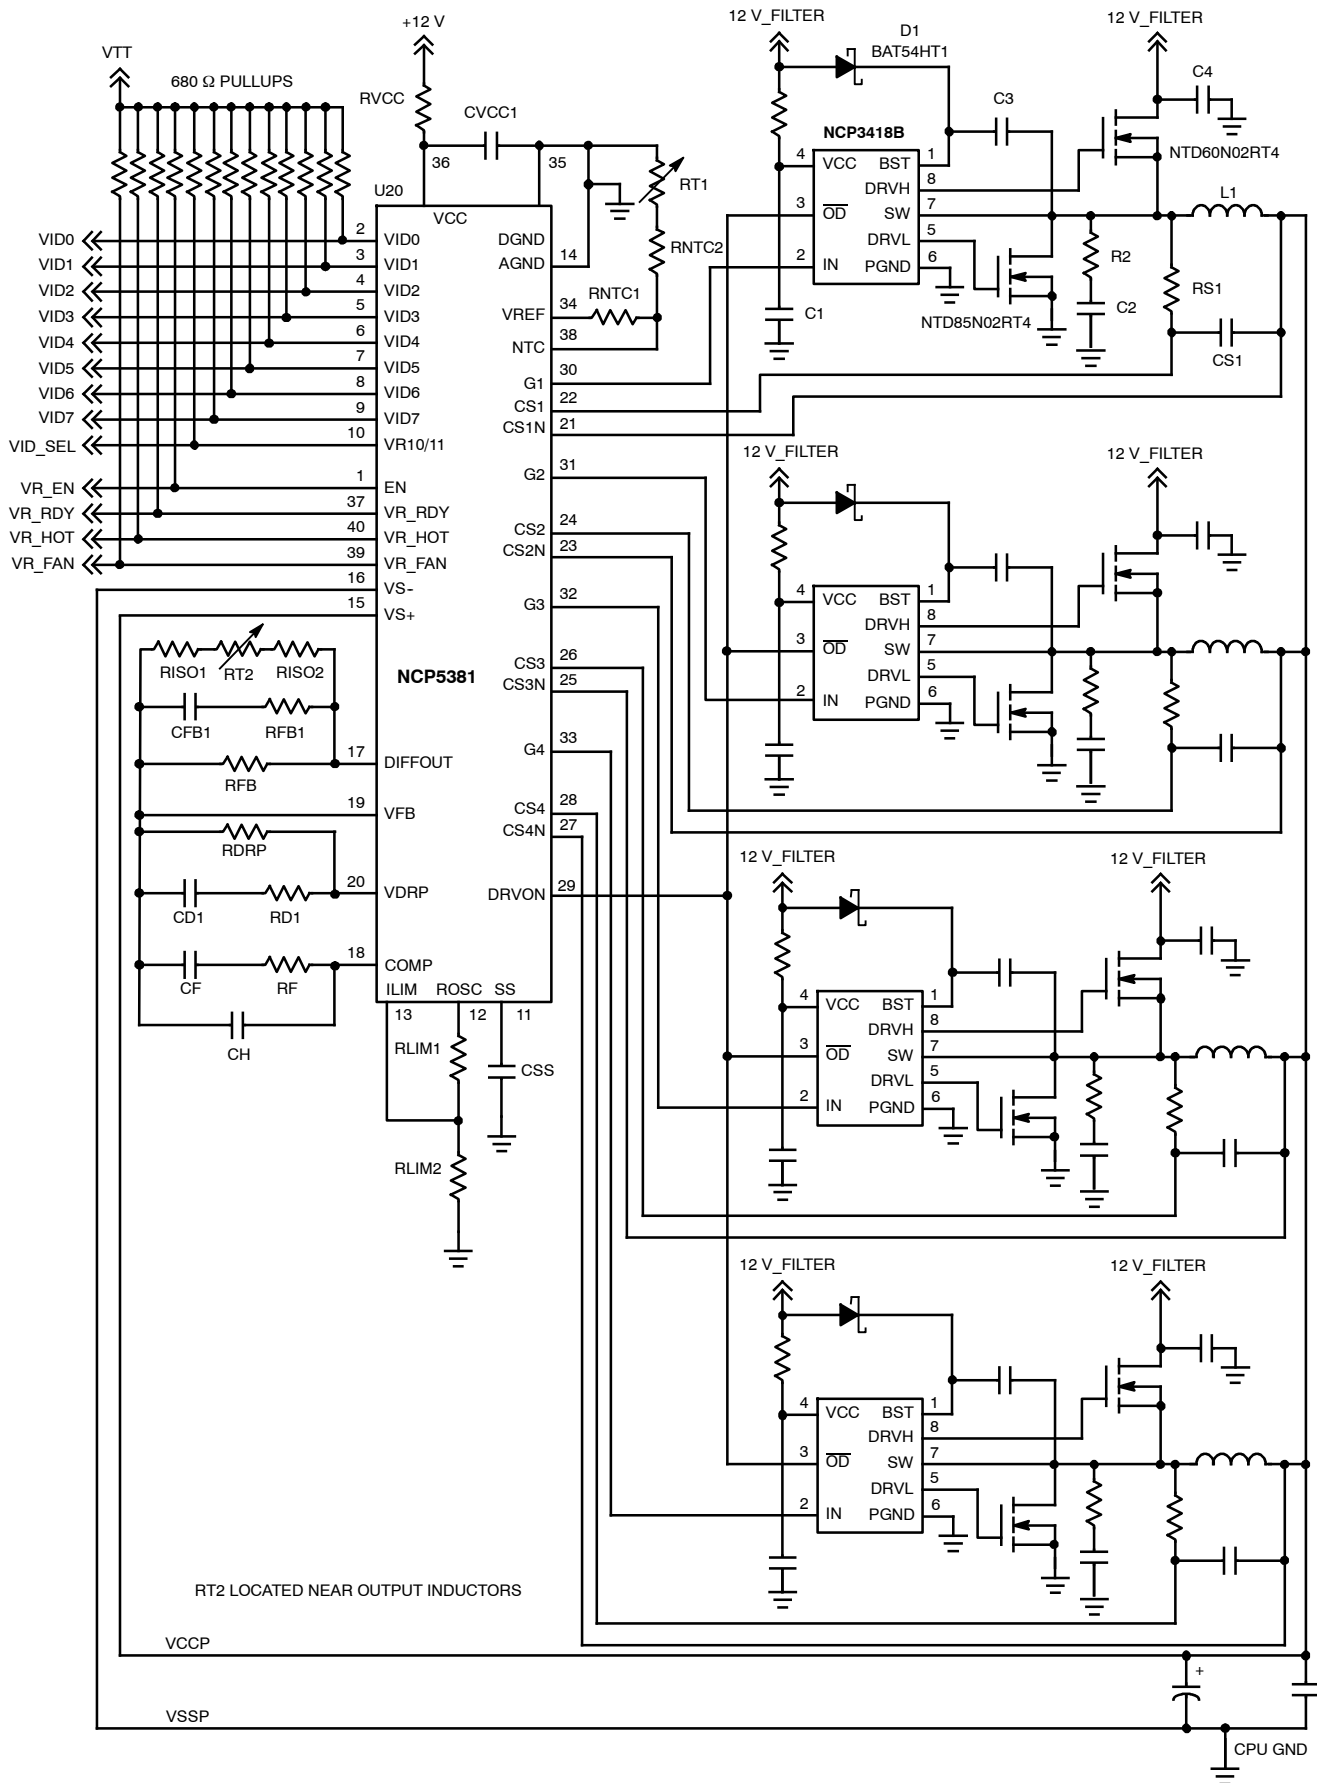 +12 V
12 V_FILTER
12 V_FILTER
D1
BAT54HT1
VTT
680 Ω PULLUPS
RVCC
CVCC1
C3
C4
NCP3418B
NTD60N02RT4
36
35
RT1
U20
VCC
4
VCC
BST
1
DRVH
8
3
OD
SW
7
L1
DRVL
5
2
IN
PGND
6
R2
RS1
C1
NTD85N02RT4
C2
CS1
VID0
2
VID0
DGND
VID1
3
VID1
AGND
14
RNTC2
VID2
4
VID2
RNTC1
VID3
5
VID3
VREF
34
VID4
6
VID4
NTC
38
VID5
7
VID5
G1
30
VID6
8
VID6
CS1
22
VID7
9
VID7
CS1N
21
VID_SEL
10
VR10/11
12 V_FILTER
12 V_FILTER
G2
31
VR_EN
1
EN
VR_RDY
37
VR_RDY
CS2
24
VR_HOT
40
VR_HOT
CS2N
23
VR_FAN
39
VR_FAN
16
VS-
15
VS+
G3
32
4
VCC
BST
1
DRVH
8
3
OD
SW
7
DRVL
5
2
IN
PGND
6
RISO1
RT2
RISO2
NCP5381
CS3
26
CS3N
25
CFB1
RFB1
17
DIFFOUT
G4
33
RFB
19
VFB
CS4
28
CS4N
27
RDRP
12 V_FILTER
12 V_FILTER
20
VDRP
DRVON
29
CD1
RD1
18
COMP
CF
RF
ILIM
ROSC
SS
13
12
11
CH
RLIM1
CSS
RLIM2
4
VCC
BST
1
DRVH
8
3
OD
SW
7
DRVL
5
2
IN
PGND
6
12 V_FILTER
12 V_FILTER
4
VCC
BST
1
DRVH
8
3
OD
SW
7
DRVL
5
2
IN
PGND
6
RT2 LOCATED NEAR OUTPUT INDUCTORS
VCCP
+
VSSP
CPU GND